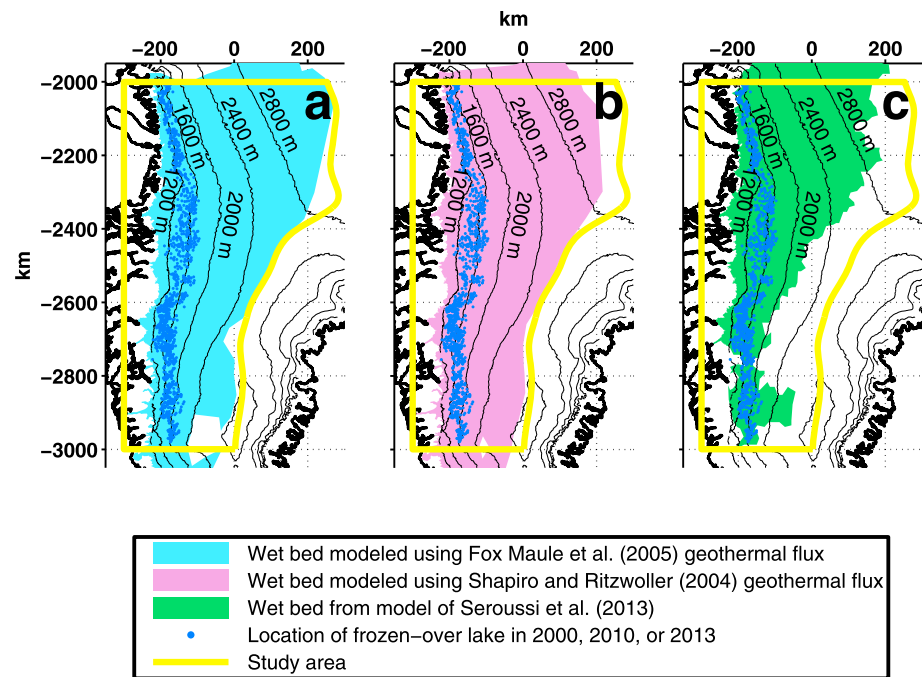 km
−200 0 200
−200 0 200
−200 0 200
a
b
c
km
−2000
−2200
−2400
−2600
−2800
−3000
1200 m
1600 m
2000 m
2400 m
2800 m
1200 m
1600 m
2000 m
2400 m
2800 m
1200 m
1600 m
2000 m
2400 m
2800 m
Wet bed modeled using Fox Maule et al. (2005) geothermal flux
Wet bed modeled using Shapiro and Ritzwoller (2004) geothermal flux
Wet bed from model of Seroussi et al. (2013)
Location of frozen−over lake in 2000, 2010, or 2013
Study area